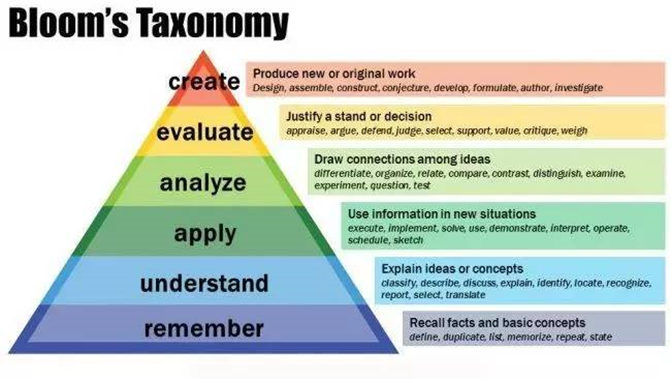 Bloom's Taxonomy
create
Produce new or original work
Design, assemble, construct, conjecture, develop, formulate, author, investigate
evaluate
Justify a stand or decision
appraise, argue, defend, judge, select, support, value, critique, weigh
analyze
Draw connections among ideas
differentiate, organize, relate, compare, contrast, distinguish, examine,
experiment, question, test
apply
Use information in new situations
execute, implement, solve, use, demonstrate, interpret, operate,
schedule, sketch
understand
Explain ideas or concepts
classify, describe, discuss, explain, identify, locate, recognize,
report, select, translate
remember
Recall facts and basic concepts
define, duplicate, list, memorize, repeat, state